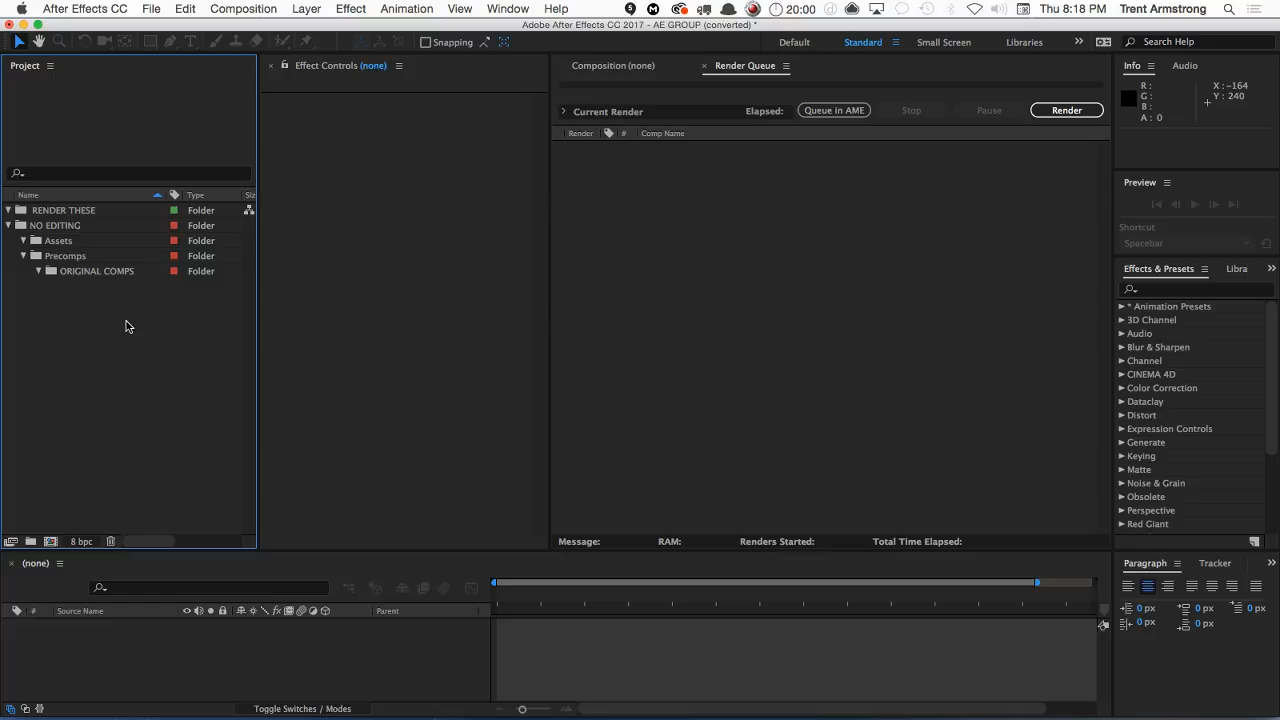 After Effects CC File Edit Composition Layer Effect Animation View Window Help 20:00 Thu 8:18 PM Trent Armstrong
Adobe After Effects CC 2017 - AE GROUP (converted) *
Snapping Default Standard Small Screen Libraries Search Help
Project
Effect Controls (none)
Composition (none) Render Queue
Info Audio
R:
G:
B:
A: 0
X: -164
Y: 240
Current Render Elapsed: Queue in AME Stop Pause Render
Render # Comp Name
Preview
Shortcut
Spacebar
Name Type Siz
RENDER THESE Folder
NO EDITING Folder
Assets Folder
Precomps Folder
ORIGINAL COMPS Folder
Effects & Presets Libra
* Animation Presets
3D Channel
Audio
Blur & Sharpen
Channel
CINEMA 4D
Color Correction
Dataclay
Distort
Expression Controls
Generate
Keying
Matte
Noise & Grain
Obsolete
Perspective
Red Giant
8 bpc
Message: RAM: Renders Started: Total Time Elapsed:
(none)
# Source Name Parent
Toggle Switches / Modes
Paragraph Tracker
0 px 0 px 0 px
0 px 0 px